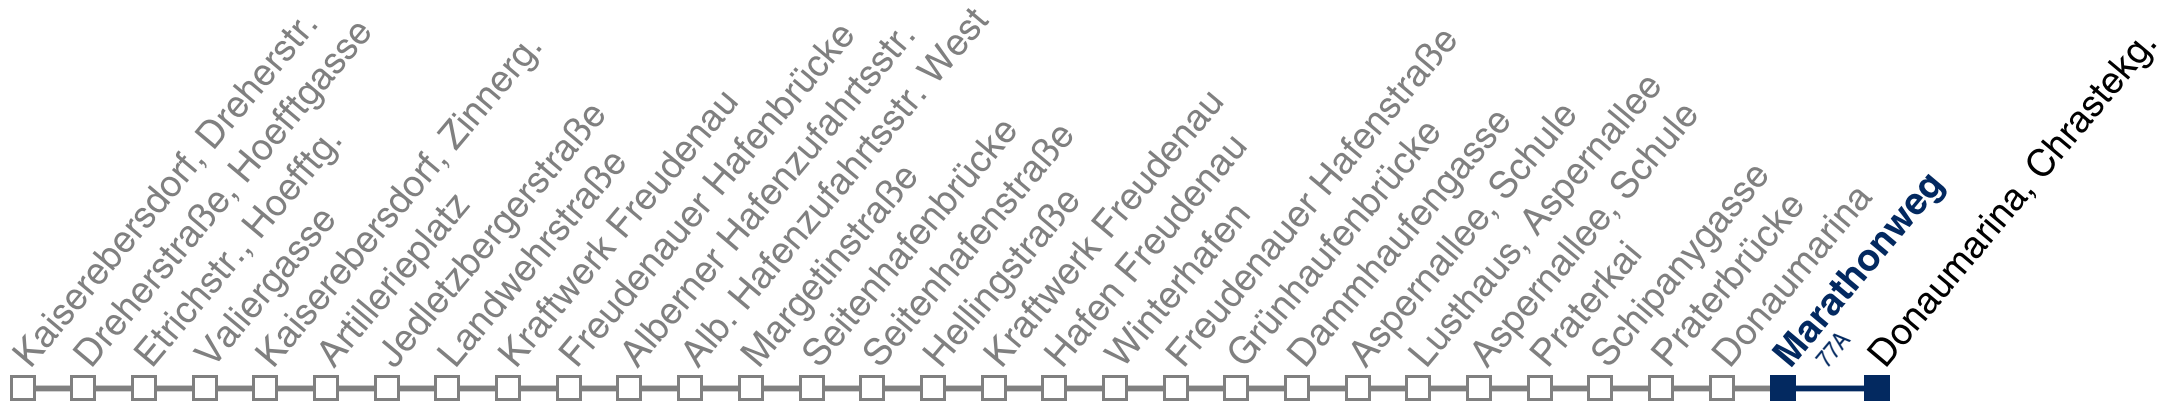 Kaiserebersdorf, Dreherstr.
Dreherstraße, Hoefftgasse
Etrichstr., Hoefftg.
Valiergasse
Kaiserebersdorf, Zinnerg.
Artillerieplatz
Jedletzbergerstraße
Landwehrstraße
Kraftwerk Freudenau
Freudenauer Hafenbrücke
Alberner Hafenzufahrtsstr.
Alb. Hafenzufahrtsstr. West
Margetinstraße
Seitenhafenbrücke
Seitenhafenstraße
Hellingstraße
Kraftwerk Freudenau
Hafen Freudenau
Winterhafen
Freudenauer Hafenstraße
Grünhaufenbrücke
Dammhaufengasse
Aspernallee, Schule
Lusthaus, Aspernallee
Aspernallee, Schule
Praterkai
Schipanygasse
Praterbrücke
Donaumarina
Marathonweg
77A
Donaumarina, Chrastekg.